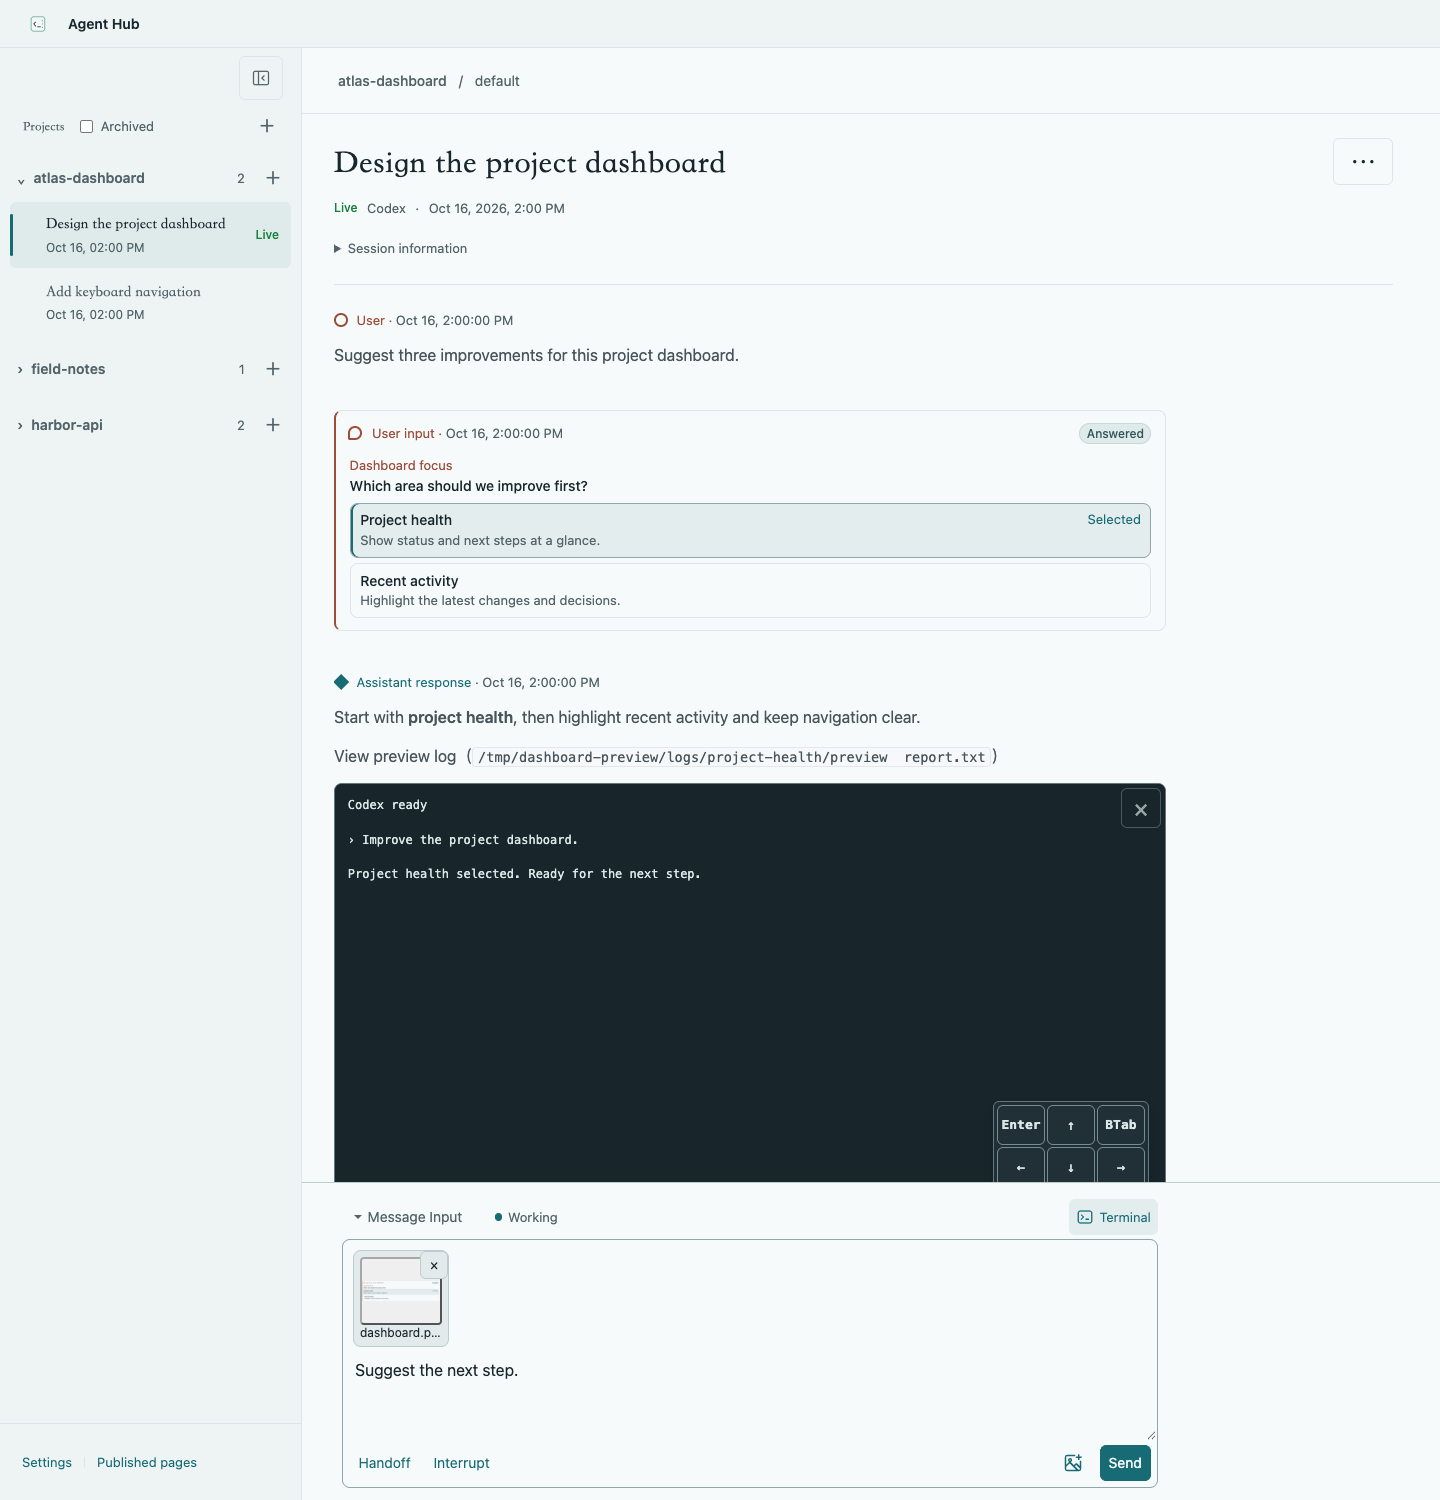 Agent Hub
Projects
Archived
atlas-dashboard 2
Design the project dashboard
Oct 16, 02:00 PM
Live
Add keyboard navigation
Oct 16, 02:00 PM
field-notes 1
harbor-api 2
Settings
Published pages
atlas-dashboard / default
Design the project dashboard
Live Codex · Oct 16, 2026, 2:00 PM
Session information
User · Oct 16, 2:00:00 PM
Suggest three improvements for this project dashboard.
User input · Oct 16, 2:00:00 PM
Answered
Dashboard focus
Which area should we improve first?
Project health
Selected
Show status and next steps at a glance.
Recent activity
Highlight the latest changes and decisions.
Assistant response · Oct 16, 2:00:00 PM
Start with project health, then highlight recent activity and keep navigation clear.
View preview log (/tmp/dashboard-preview/logs/project-health/preview  report.txt)
Codex ready
› Improve the project dashboard.
Project health selected. Ready for the next step.
Enter ↑ BTab
← ↓ →
Message Input
Working
Terminal
dashboard.p...
Suggest the next step.
Handoff
Interrupt
Send